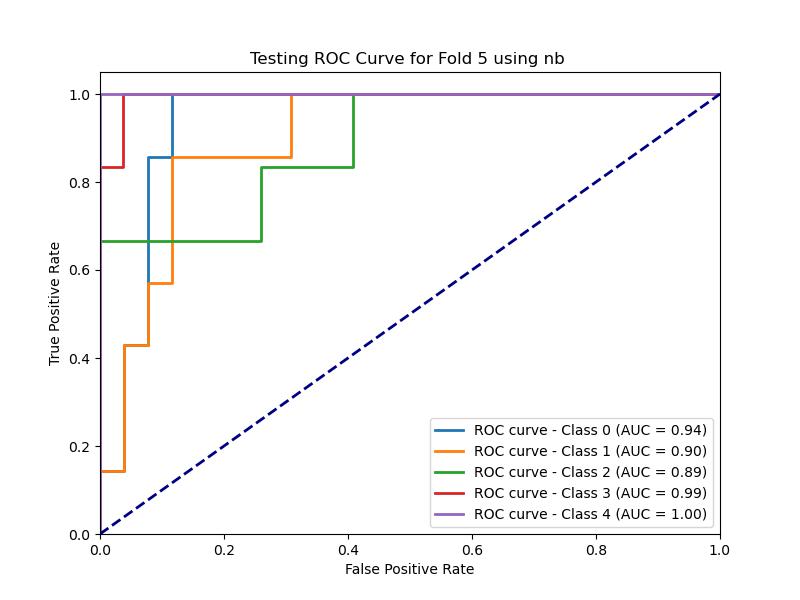 Testing ROC Curve for Fold 5 using nb
True Positive Rate
1.0
0.8
0.6
0.4
0.2
0.0
ROC curve - Class 0 (AUC = 0.94)
ROC curve - Class 1 (AUC = 0.90)
ROC curve - Class 2 (AUC = 0.89)
ROC curve - Class 3 (AUC = 0.99)
ROC curve - Class 4 (AUC = 1.00)
0.0 0.2 0.4 0.6 0.8 1.0
False Positive Rate